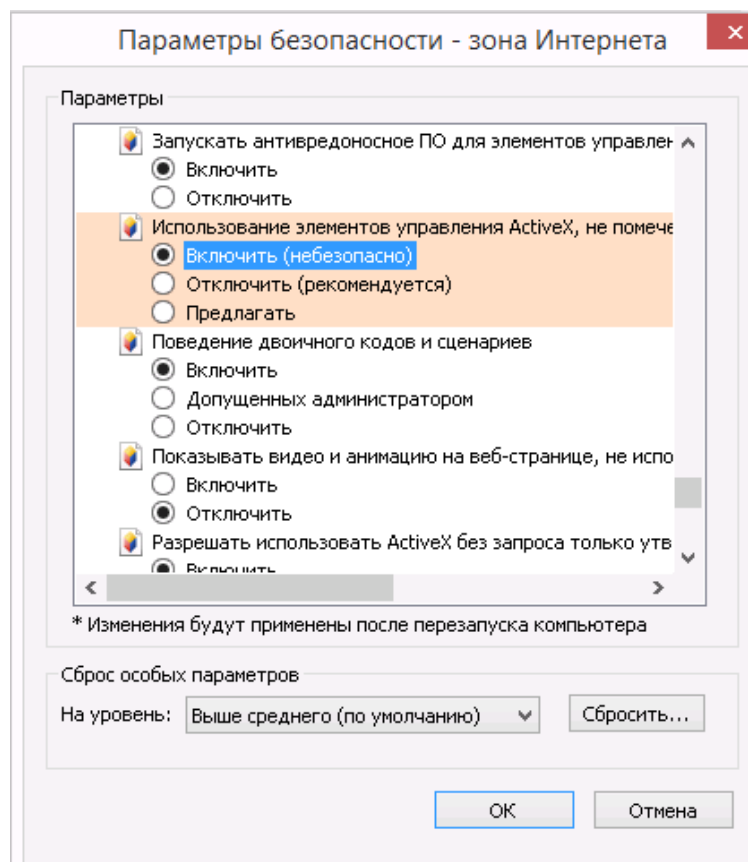 Параметры безопасности - зона Интернета
Параметры
Запускать антивредоносное ПО для элементов управлен
Включить
Отключить
Использование элементов управления ActiveX, не помече
Включить (небезопасно)
Отключить (рекомендуется)
Предлагать
Поведение двоичного кодов и сценариев
Включить
Допущенных администратором
Отключить
Показывать видео и анимацию на веб-странице, не испо
Включить
Отключить
Разрешать использовать ActiveX без запроса только утв
Включить
* Изменения будут применены после перезапуска компьютера
Сброс особых параметров
На уровень: Выше среднего (по умолчанию) Сбросить...
ОК Отмена